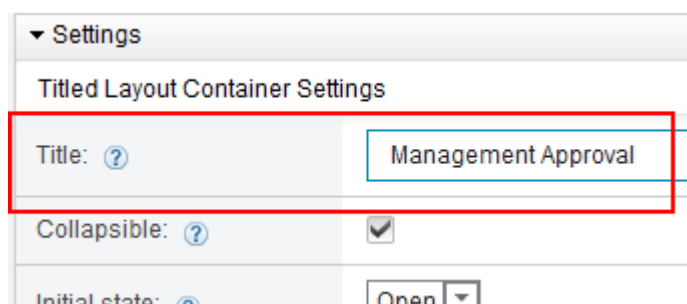 Settings
Titled Layout Container Settings
Title: ? Management Approval
Collapsible: ?
Initial state: ? Open